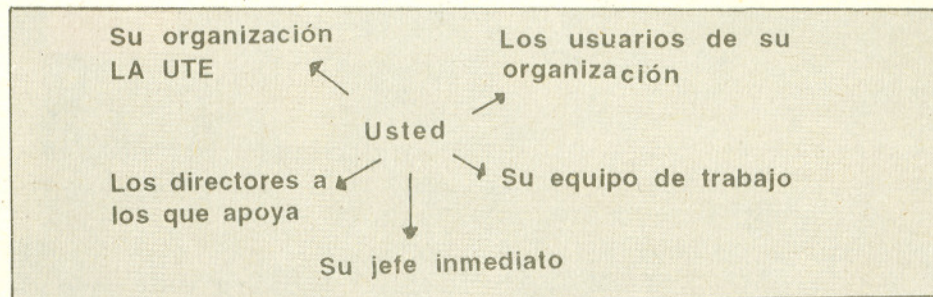 Su organización
LA UTE
Los usuarios de su
organización
Usted
Los directores a
los que apoya
Su equipo de trabajo
Su jefe inmediato